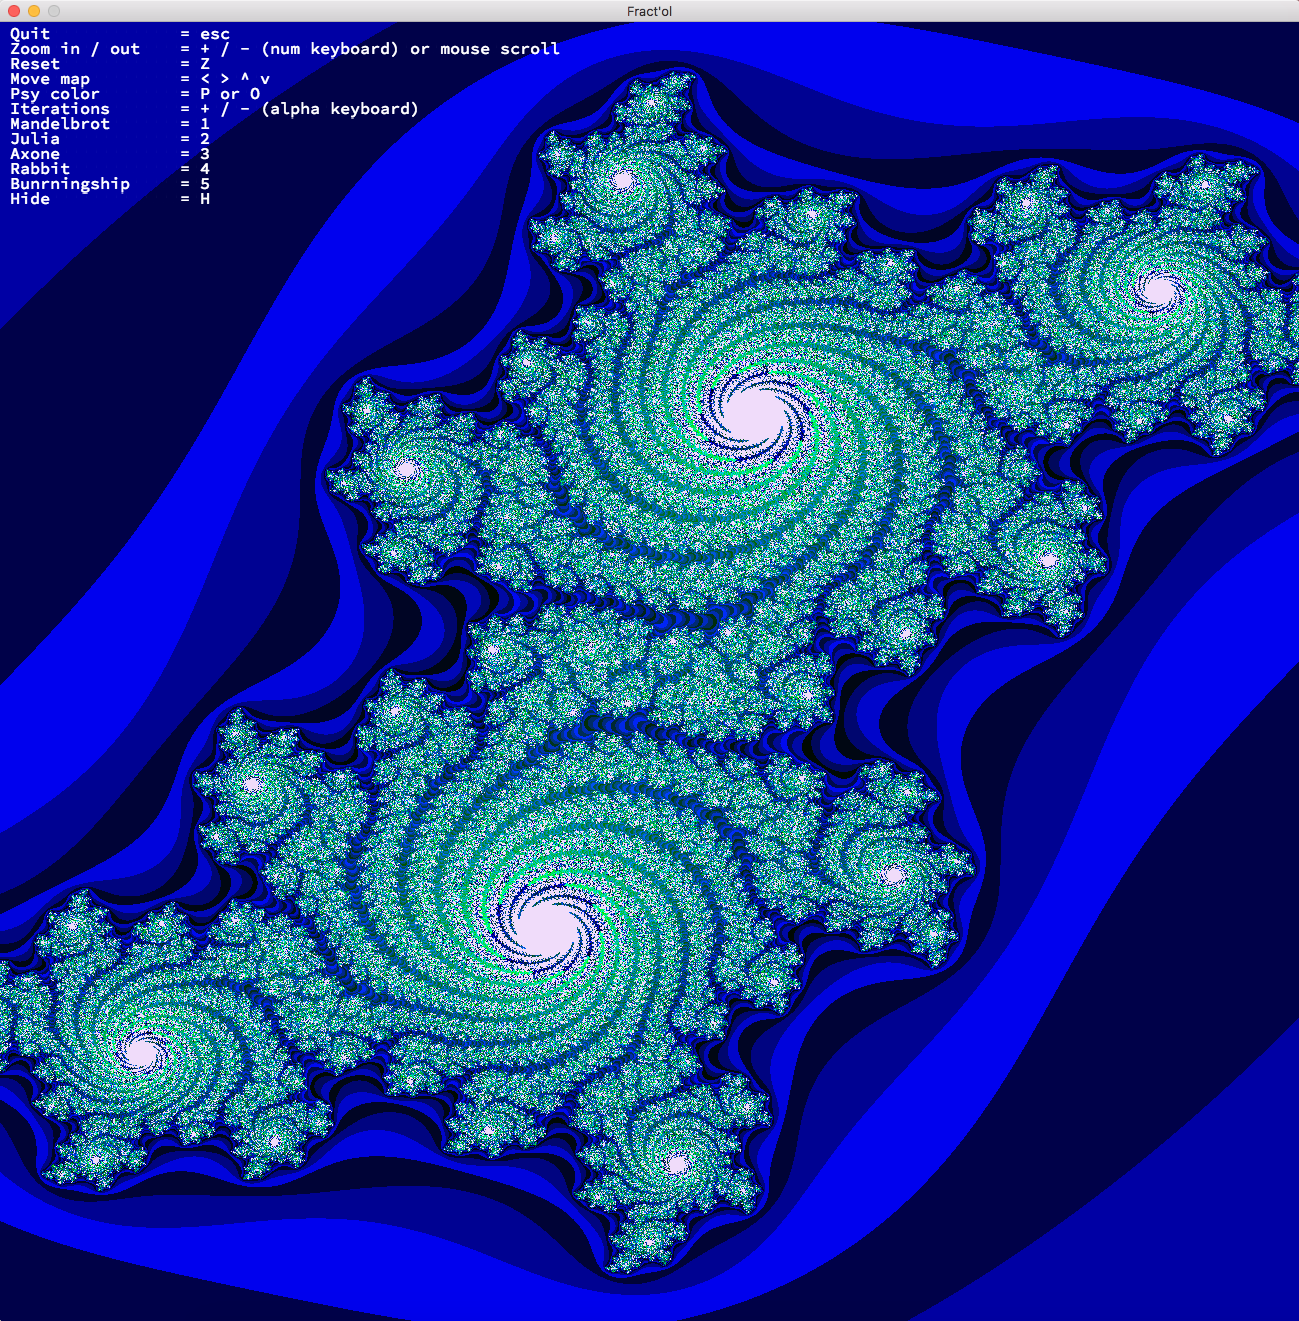 Fract'ol
Quit = esc
Zoom in / out = + / - (num keyboard) or mouse scroll
Reset = Z
Move map = < > ^ v
Psy color = P or O
Iterations = + / - (alpha keyboard)
Mandelbrot = 1
Julia = 2
Axone = 3
Rabbit = 4
Bunrningship = 5
Hide = H